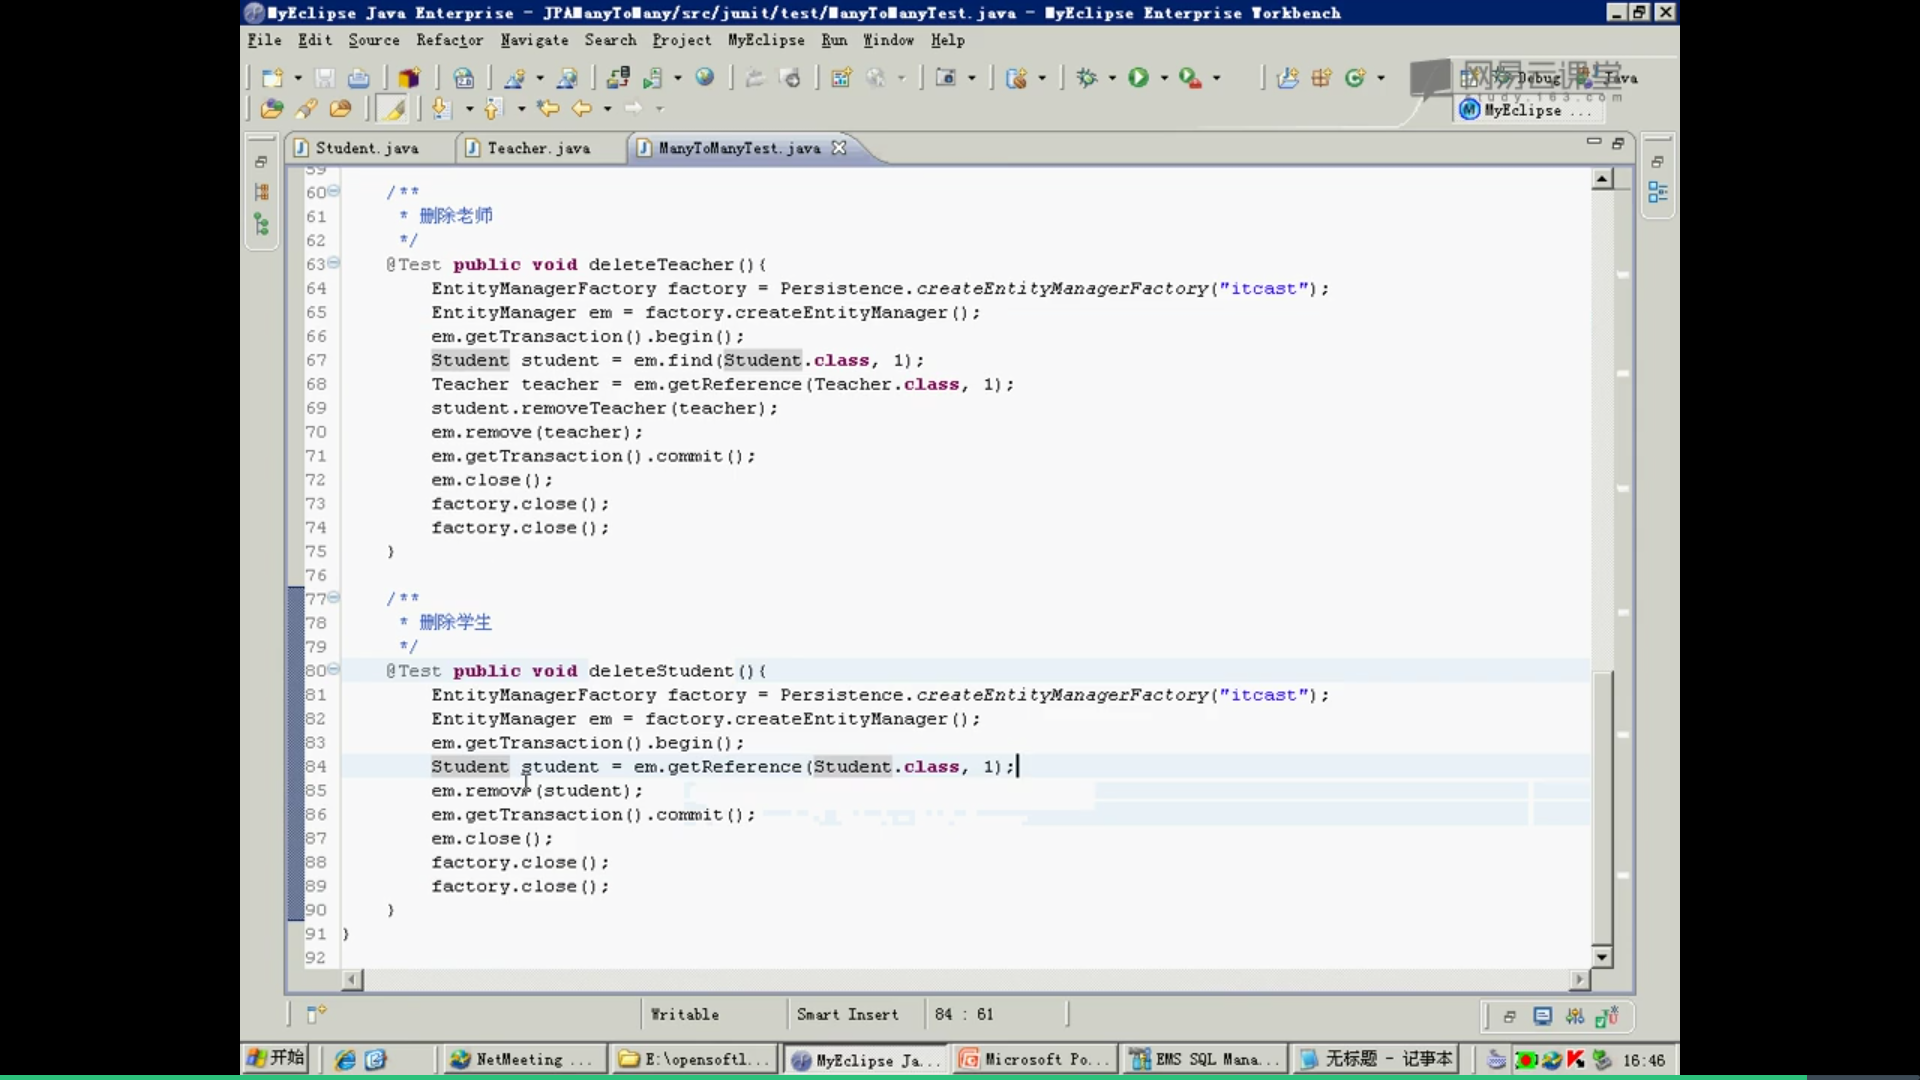 MyEclipse Java Enterprise - JPAManyToMany/src/junit/test/ManyToManyTest.java - MyEclipse Enterprise Workbench
File Edit Source Refactor Navigate Search Project MyEclipse Run Window Help
网易云课堂
Debug Java
study.163.com
MyEclipse ...
Student.java Teacher.java ManyToManyTest.java
59
60 /**
61 * 删除老师
62 */
63 @Test public void deleteTeacher(){
64 EntityManagerFactory factory = Persistence.createEntityManagerFactory("itcast");
65 EntityManager em = factory.createEntityManager();
66 em.getTransaction().begin();
67 Student student = em.find(Student.class, 1);
68 Teacher teacher = em.getReference(Teacher.class, 1);
69 student.removeTeacher(teacher);
70 em.remove(teacher);
71 em.getTransaction().commit();
72 em.close();
73 factory.close();
74 factory.close();
75 }
76
77 /**
78 * 删除学生
79 */
80 @Test public void deleteStudent(){
81 EntityManagerFactory factory = Persistence.createEntityManagerFactory("itcast");
82 EntityManager em = factory.createEntityManager();
83 em.getTransaction().begin();
84 Student student = em.getReference(Student.class, 1);
85 em.remove(student);
86 em.getTransaction().commit();
87 em.close();
88 factory.close();
89 factory.close();
90 }
91 }
92
Writable Smart Insert 84 : 61
开始 NetMeeting ... E:\opensoftl... MyEclipse Ja... Microsoft Po... EMS SQL Mana... 无标题 - 记事本 16:46